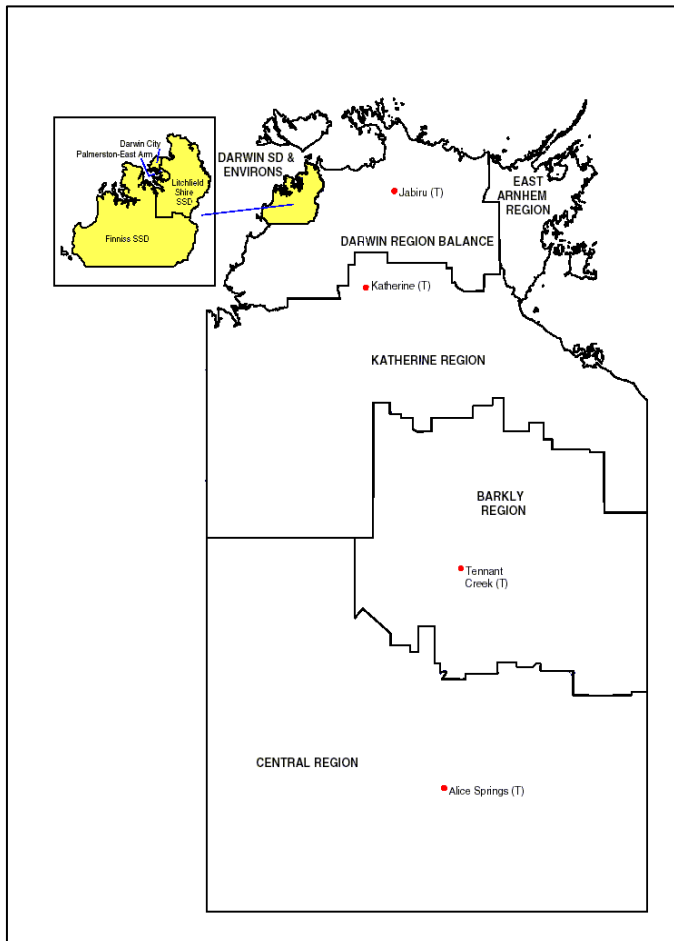 Darwin City
Palmerston-East Arm
Litchfield
Shire
SSD
Finniss SSD
DARWIN SD &
ENVIRONS
Jabiru (T)
EAST
ARNHEM
REGION
DARWIN REGION BALANCE
Katherine (T)
KATHERINE REGION
BARKLY
REGION
Tennant
Creek (T)
CENTRAL REGION
Alice Springs (T)